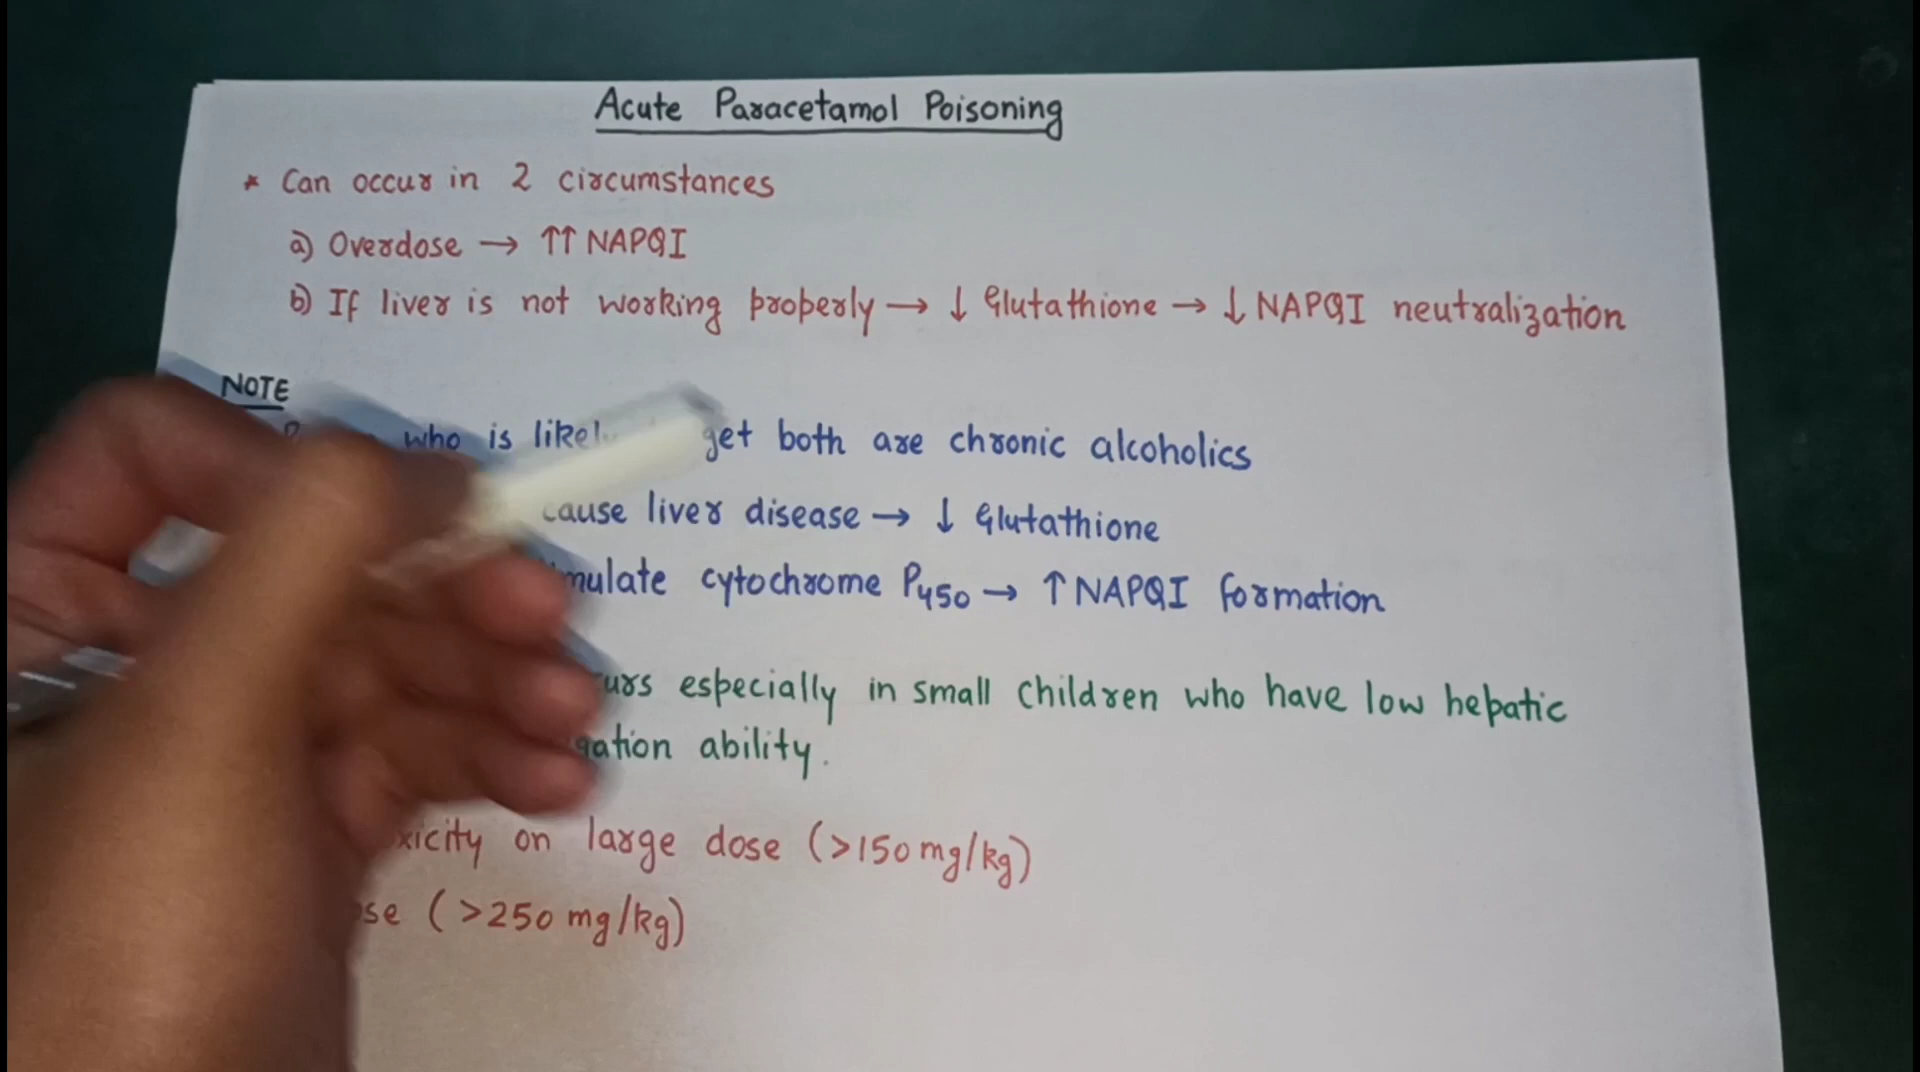 Acute Paracetamol Poisoning
* Can occur in 2 circumstances
a) Overdose → ↑↑ NAPQI
b) If liver is not working properly → ↓ Glutathione → ↓ NAPQI neutralization
NOTE
who is likely get both are chronic alcoholics
cause liver disease → ↓ Glutathione
mulate cytochrome P450 → ↑ NAPQI formation
urs especially in small children who have low hepatic
gation ability.
xicity on large dose (>150 mg/kg)
se (>250 mg/kg)